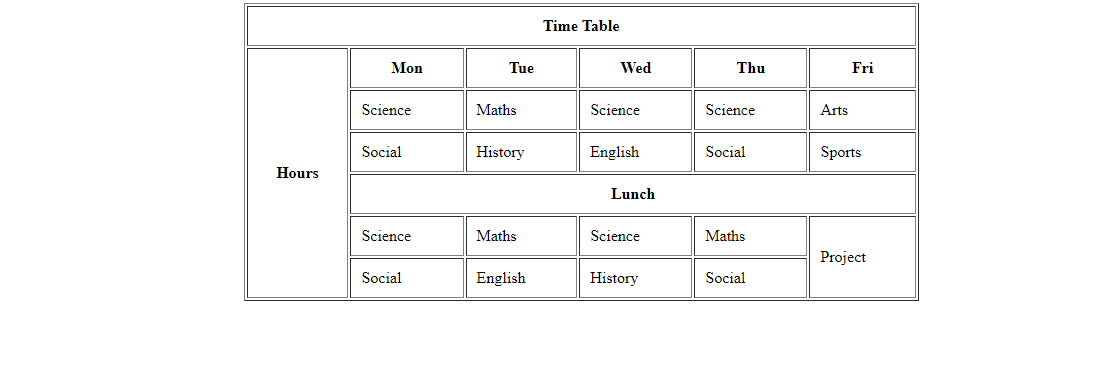 Time Table
Hours Mon Tue Wed Thu Fri
Science Maths Science Science Arts
Social History English Social Sports
Lunch
Science Maths Science Maths Project
Social English History Social